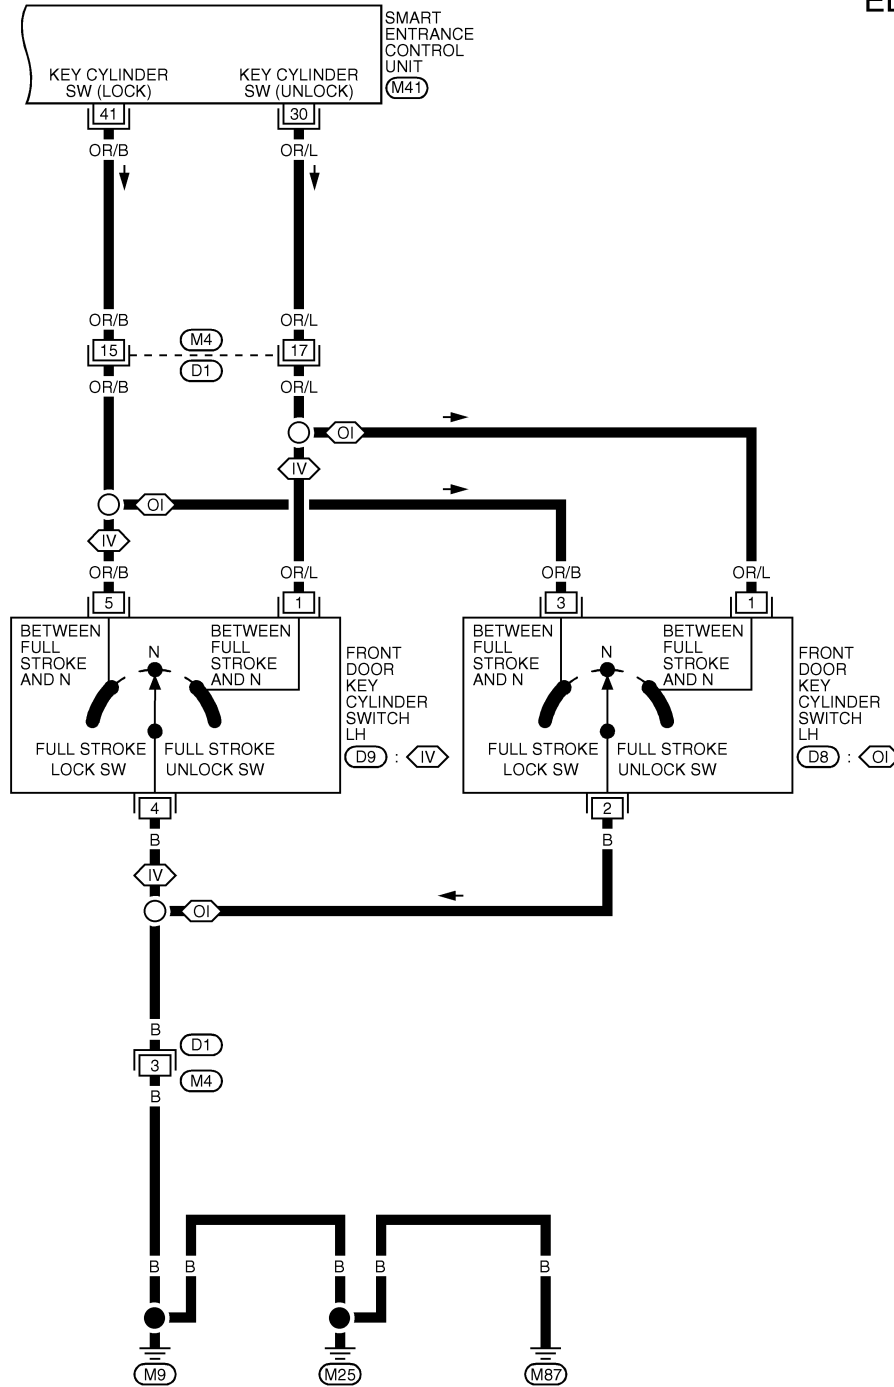 SMART
ENTRANCE
CONTROL
UNIT
M41
KEY CYLINDER
SW (LOCK)
KEY CYLINDER
SW (UNLOCK)
41
30
OR/B
OR/L
OR/B
OR/L
M4
15
17
D1
OR/B
OR/L
OI
IV
OI
IV
OR/B
OR/L
OR/B
OR/L
5
1
3
1
BETWEEN
FULL
STROKE
AND N
N
BETWEEN
FULL
STROKE
AND N
FULL STROKE
LOCK SW
FULL STROKE
UNLOCK SW
FRONT
DOOR
KEY
CYLINDER
SWITCH
LH
D9 : IV
BETWEEN
FULL
STROKE
AND N
N
BETWEEN
FULL
STROKE
AND N
FULL STROKE
LOCK SW
FULL STROKE
UNLOCK SW
FRONT
DOOR
KEY
CYLINDER
SWITCH
LH
D8 : OI
4
2
B
B
IV
OI
B
D1
3
M4
B
B
B
B
B
B
M9
M25
M87